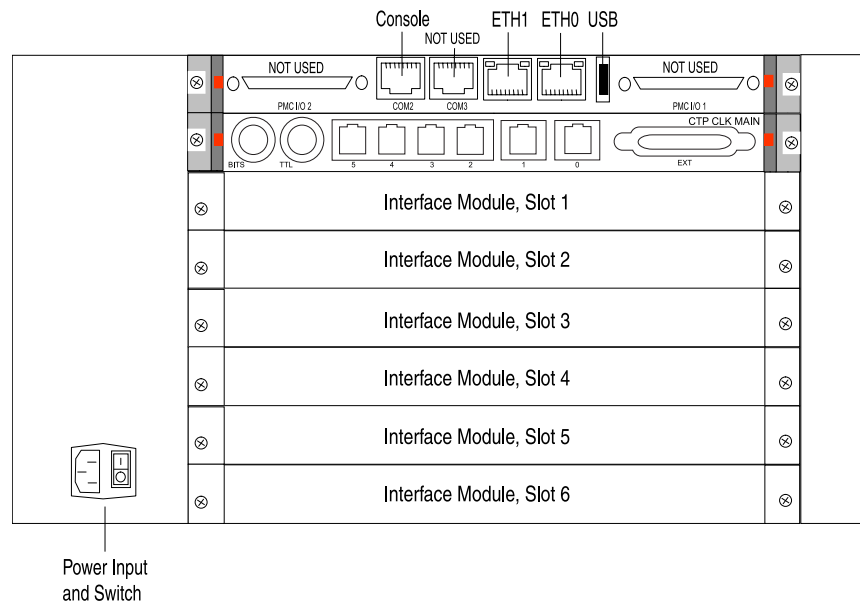 Console
NOT USED
ETH1
ETH0
USB
NOT USED
NOT USED
PMC I/O 2
COM2
COM3
PMC I/O 1
CTP CLK MAIN
BITS
TTL
5
4
3
2
1
0
EXT
Interface Module, Slot 1
Interface Module, Slot 2
Interface Module, Slot 3
Interface Module, Slot 4
Interface Module, Slot 5
Interface Module, Slot 6
Power Input
and Switch